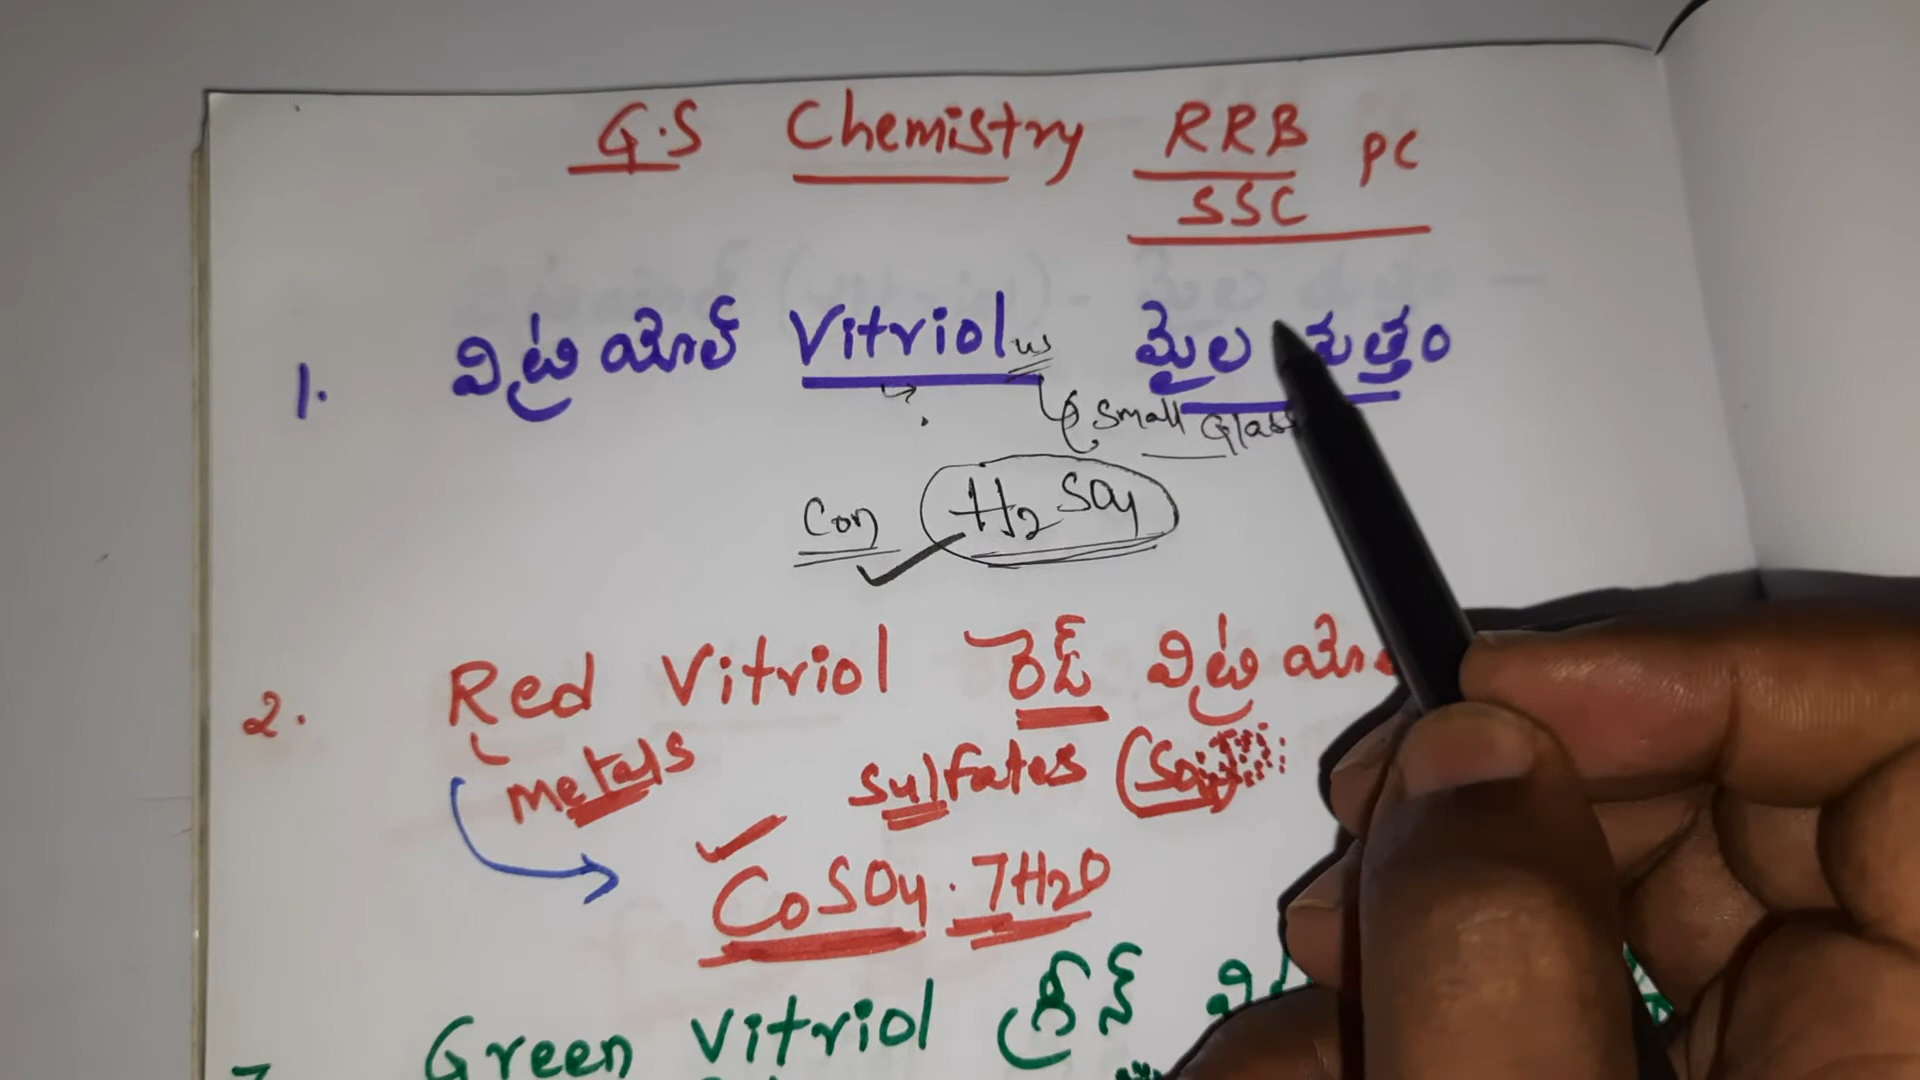 G.S Chemistry RRB PC
SSC
1. విట్రియోల్ Vitriolus మైల తుత్తం
Small Glass
Con H2SO4
2. Red Vitriol రెడ్
metals sulfates
CoSO4.7H2O
Green Vitriol గ్రీన్